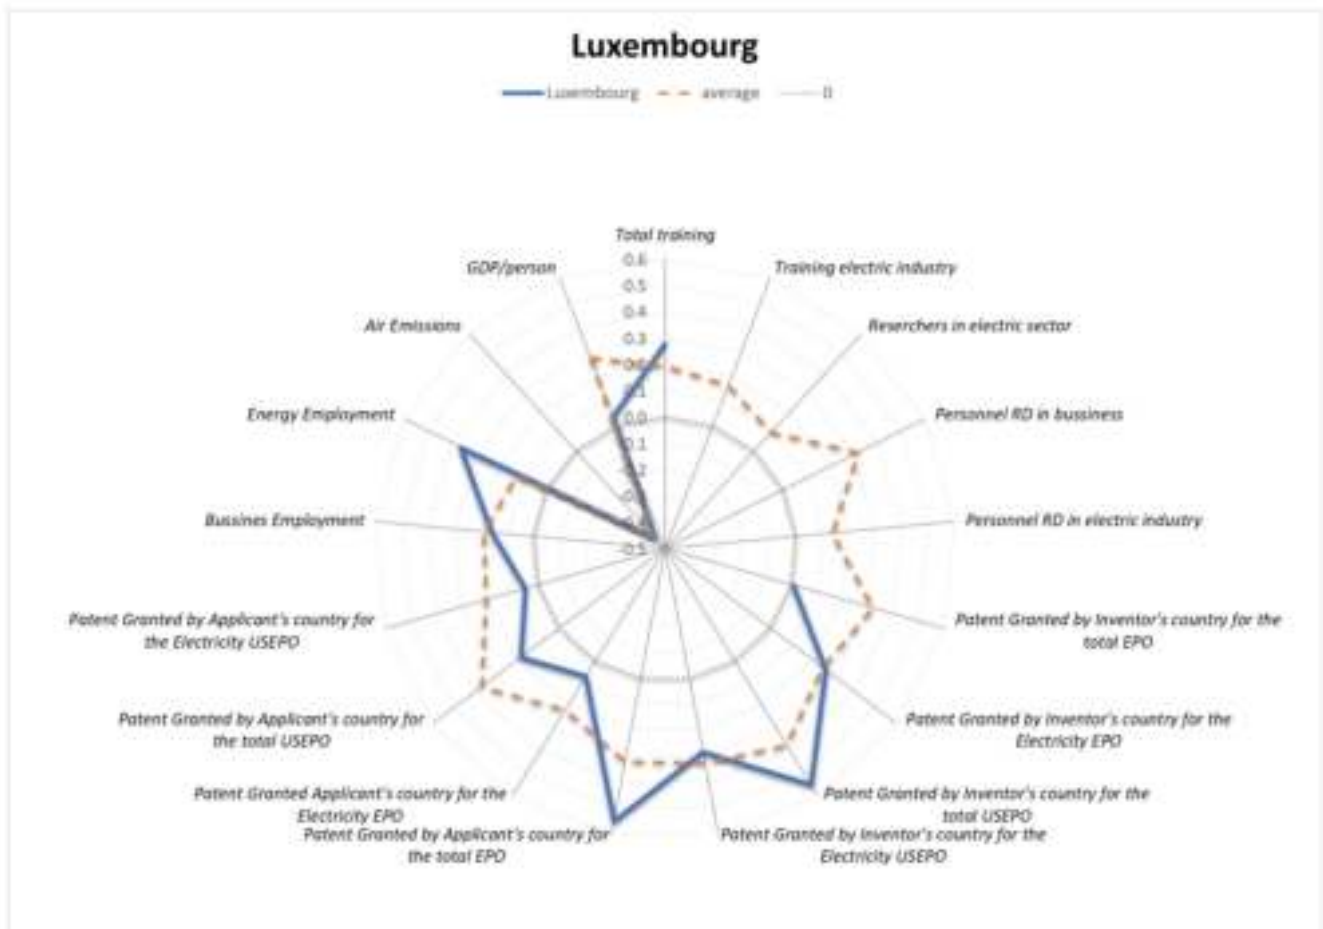 Luxembourg
Luxembourg average 0
Total training
GDP/person
Training electric industry
Air Emissions
Reserchers in electric sector
Energy Employment
Personnel RD in bussiness
Bussines Employment
Personnel RD in electric industry
0.6
0.5
0.4
0.3
0.0
-0.5
Patent Granted by Applicant's country for
the Electricity USEPO
Patent Granted by Inventor's country for the
total EPO
Patent Granted by Applicant's country for
the total USEPO
Patent Granted by Inventor's country for the
Electricity EPO
Patent Granted Applicant's country for the
Electricity EPO
Patent Granted by Inventor's country for the
total USEPO
Patent Granted by Applicant's country for
the total EPO
Patent Granted by Inventor's country for the
Electricity USEPO